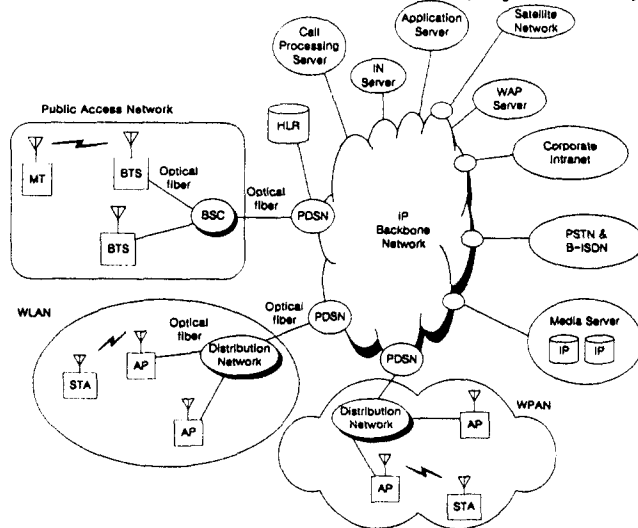 Application
Server
Satellite
Network
Call
Processing
Server
IN
Server
WAP
Server
Public Access Network
HLR
Corporate
Intranet
MT
BTS
Optical
fiber
Optical
fiber
BSC
PDSN
IP
Backbone
Network
BTS
PSTN &
B-ISDN
WLAN
Optical
fiber
Optical
fiber
PDSN
Media Server
IP
IP
STA
AP
Distribution
Network
PDSN
AP
Distribution
Network
AP
WPAN
AP
STA